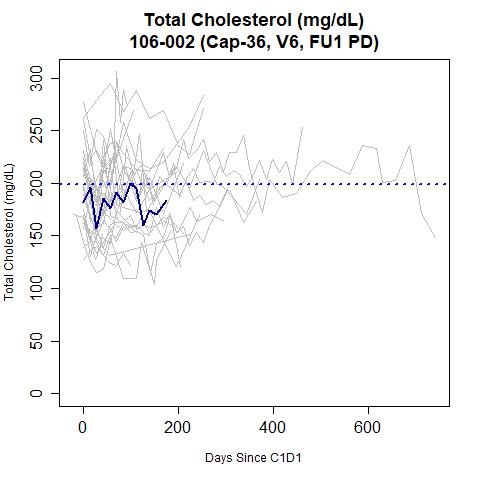 Total Cholesterol (mg/dL)
106-002 (Cap-36, V6, FU1 PD)
Total Cholesterol (mg/dL)
300
250
200
150
100
50
0
0 200 400 600
Days Since C1D1